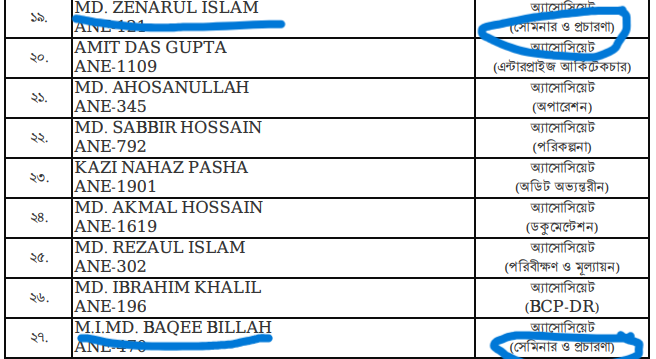 ১৯. MD. ZENARUL ISLAM অ্যাসোসিয়েট
ANE-121 (সেমিনার ও প্রচারণা)
২০. AMIT DAS GUPTA অ্যাসোসিয়েট
ANE-1109 (এন্টারপ্রাইজ আর্কিটেকচার)
২১. MD. AHOSANULLAH অ্যাসোসিয়েট
ANE-345 (অপারেশন)
২২. MD. SABBIR HOSSAIN অ্যাসোসিয়েট
ANE-792 (পরিকল্পনা)
২৩. KAZI NAHAZ PASHA অ্যাসোসিয়েট
ANE-1901 (অডিট অভ্যন্তরীন)
২৪. MD. AKMAL HOSSAIN অ্যাসোসিয়েট
ANE-1619 (ডকুমেন্টেশন)
২৫. MD. REZAUL ISLAM অ্যাসোসিয়েট
ANE-302 (পরিবীক্ষণ ও মূল্যায়ন)
২৬. MD. IBRAHIM KHALIL অ্যাসোসিয়েট
ANE-196 (BCP-DR)
২৭. M.I.MD. BAQEE BILLAH অ্যাসোসিয়েট
ANE-470 (সেমিনার ও প্রচারণা)